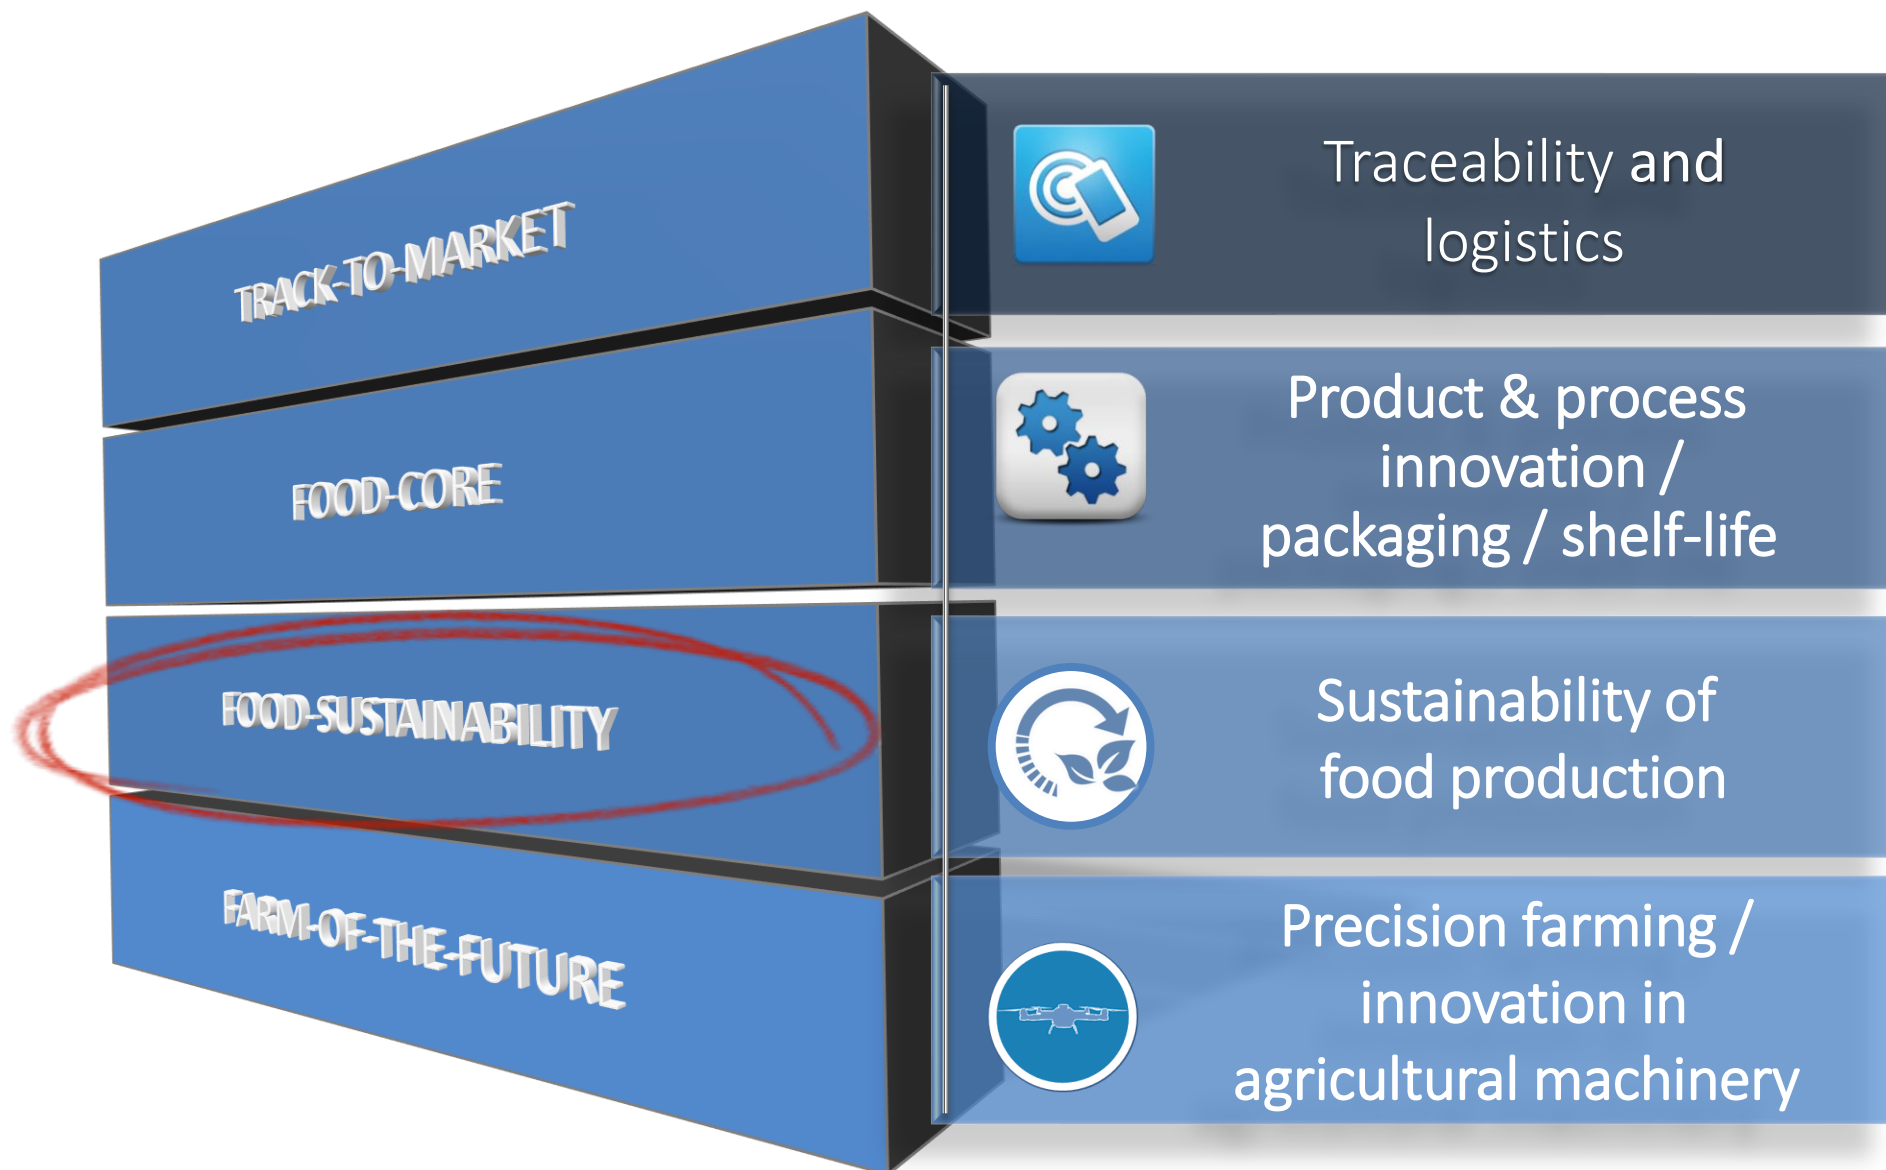 TRACK-TO-MARKET
Traceability and
logistics
FOOD-CORE
Product & process
innovation /
packaging / shelf-life
FOOD-SUSTAINABILITY
Sustainability of
food production
FARM-OF-THE-FUTURE
Precision farming /
innovation in
agricultural machinery